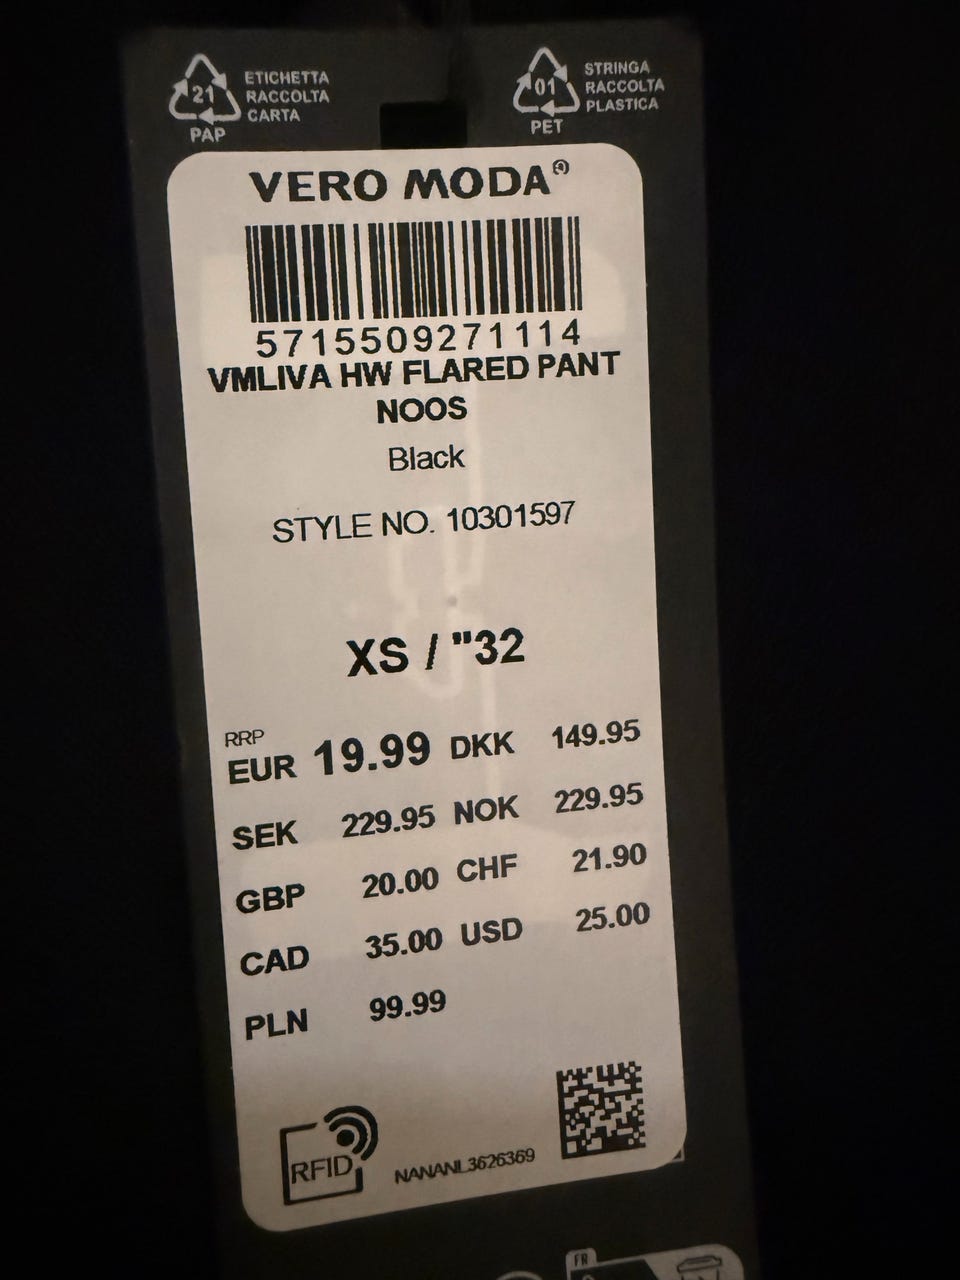 21
PAP
ETICHETTA
RACCOLTA
CARTA
01
PET
STRINGA
RACCOLTA
PLASTICA
VERO MODA®
5715509271114
VMLIVA HW FLARED PANT
NOOS
Black
STYLE NO. 10301597
XS / "32
RRP
EUR 19.99 DKK 149.95
SEK 229.95 NOK 229.95
GBP 20.00 CHF 21.90
CAD 35.00 USD 25.00
PLN 99.99
RFID
NANANL3626369
FR